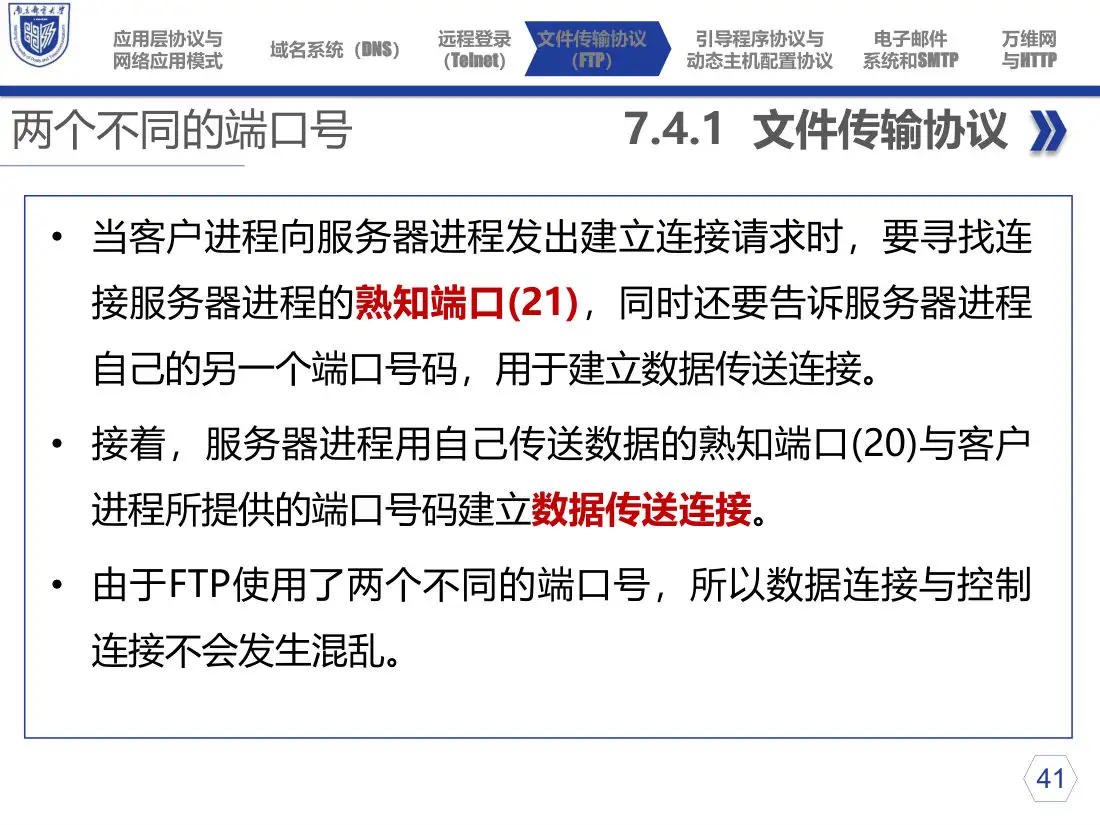 应用层协议与
网络应用模式
域名系统（DNS）
远程登录
（Telnet）
文件传输协议
（FTP）
引导程序协议与
动态主机配置协议
电子邮件
系统和SMTP
万维网
与HTTP
两个不同的端口号
7.4.1 文件传输协议
• 当客户进程向服务器进程发出建立连接请求时，要寻找连
接服务器进程的熟知端口(21)，同时还要告诉服务器进程
自己的另一个端口号码，用于建立数据传送连接。
• 接着，服务器进程用自己传送数据的熟知端口(20)与客户
进程所提供的端口号码建立数据传送连接。
• 由于FTP使用了两个不同的端口号，所以数据连接与控制
连接不会发生混乱。
41